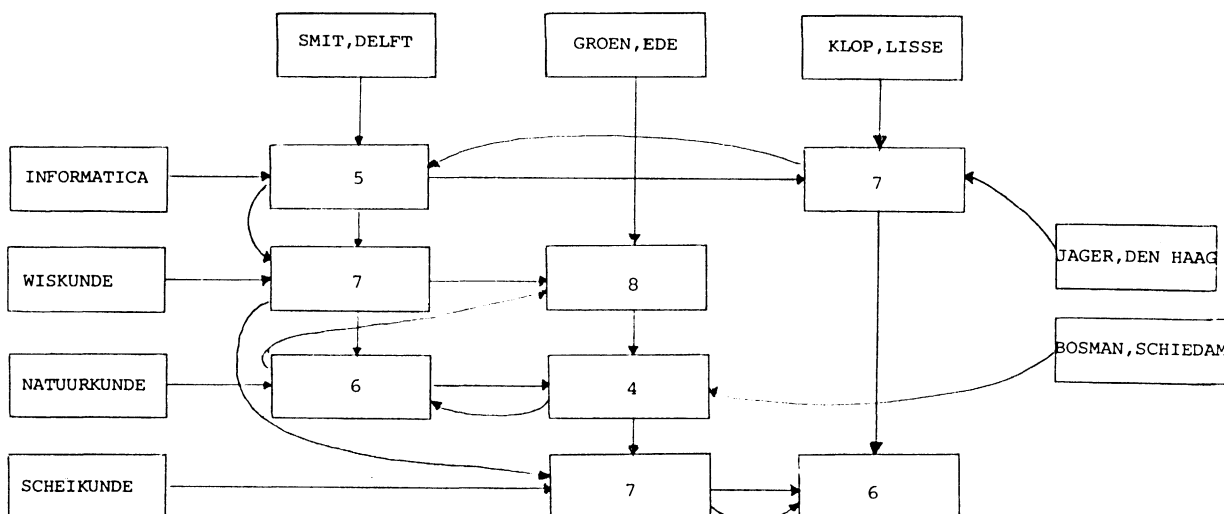 SMIT,DELFT
GROEN,EDE
KLOP,LISSE
INFORMATICA
5
7
JAGER,DEN HAAG
WISKUNDE
7
8
BOSMAN,SCHIEDAM
NATUURKUNDE
6
4
SCHEIKUNDE
7
6